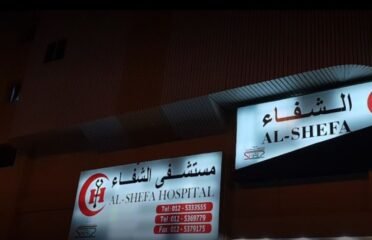 مستشفى الشفاء
AL-SHEFA HOSPITAL
Tel 012-5333555
Tel 012-5369779
Fax 012-5379175
الشفاء
AL-SHEFA